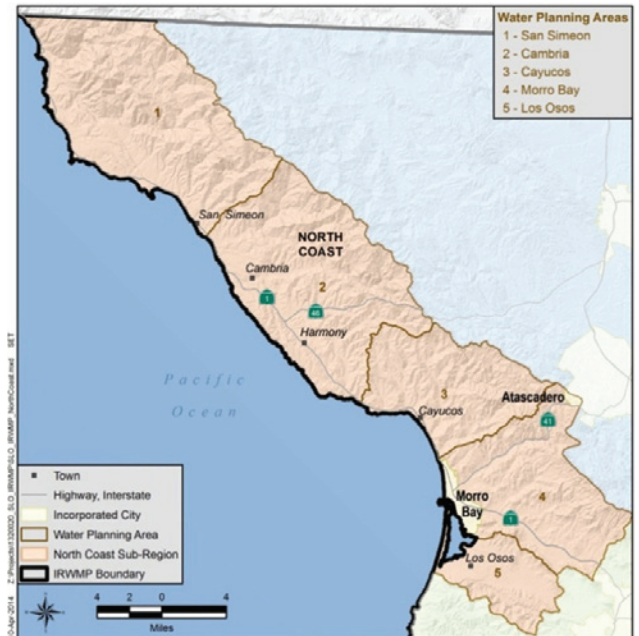 Water Planning Areas
1 - San Simeon
2 - Cambria
3 - Cayucos
4 - Morro Bay
5 - Los Osos
1
San Simeon
NORTH
COAST
Cambria
2
1
46
Harmony
Pacific
Ocean
3
Atascadero
Cayucos
41
Morro
Bay
4
1
Los Osos
5
Town
Highway, Interstate
Incorporated City
Water Planning Area
North Coast Sub-Region
IRWMP Boundary
4 2 0 4
Miles
SET